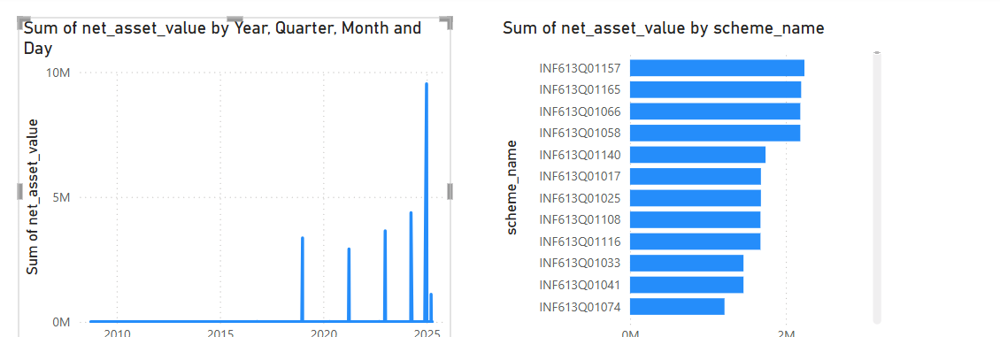 Sum of net_asset_value by Year, Quarter, Month and
Day
10M
5M
0M
Sum of net_asset_value
2010
2015
2020
2025
Sum of net_asset_value by scheme_name
scheme_name
INF613Q01157
INF613Q01165
INF613Q01066
INF613Q01058
INF613Q01140
INF613Q01017
INF613Q01025
INF613Q01108
INF613Q01116
INF613Q01033
INF613Q01041
INF613Q01074
0M
2M